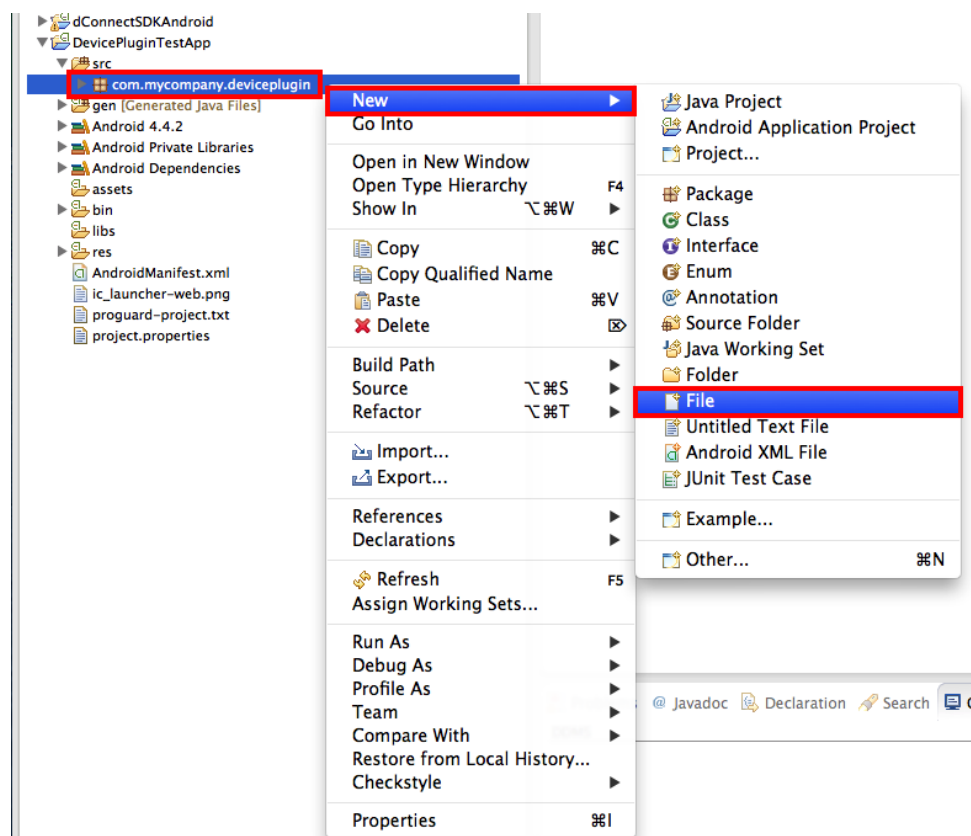 dConnectSDKAndroid
DevicePluginTestApp
src
com.mycompany.deviceplugin
gen [Generated Java Files]
Android 4.4.2
Android Private Libraries
Android Dependencies
assets
bin
libs
res
AndroidManifest.xml
ic_launcher-web.png
proguard-project.txt
project.properties
New
Go Into
Open in New Window
Open Type Hierarchy F4
Show In ⌥⌘W
Copy ⌘C
Copy Qualified Name
Paste ⌘V
Delete ⌦
Build Path
Source ⌥⌘S
Refactor ⌥⌘T
Import...
Export...
References
Declarations
Refresh F5
Assign Working Sets...
Run As
Debug As
Profile As
Team
Compare With
Restore from Local History...
Checkstyle
Properties ⌘I
Java Project
Android Application Project
Project...
Package
Class
Interface
Enum
Annotation
Source Folder
Java Working Set
Folder
File
Untitled Text File
Android XML File
JUnit Test Case
Example...
Other... ⌘N
@ Javadoc Declaration Search